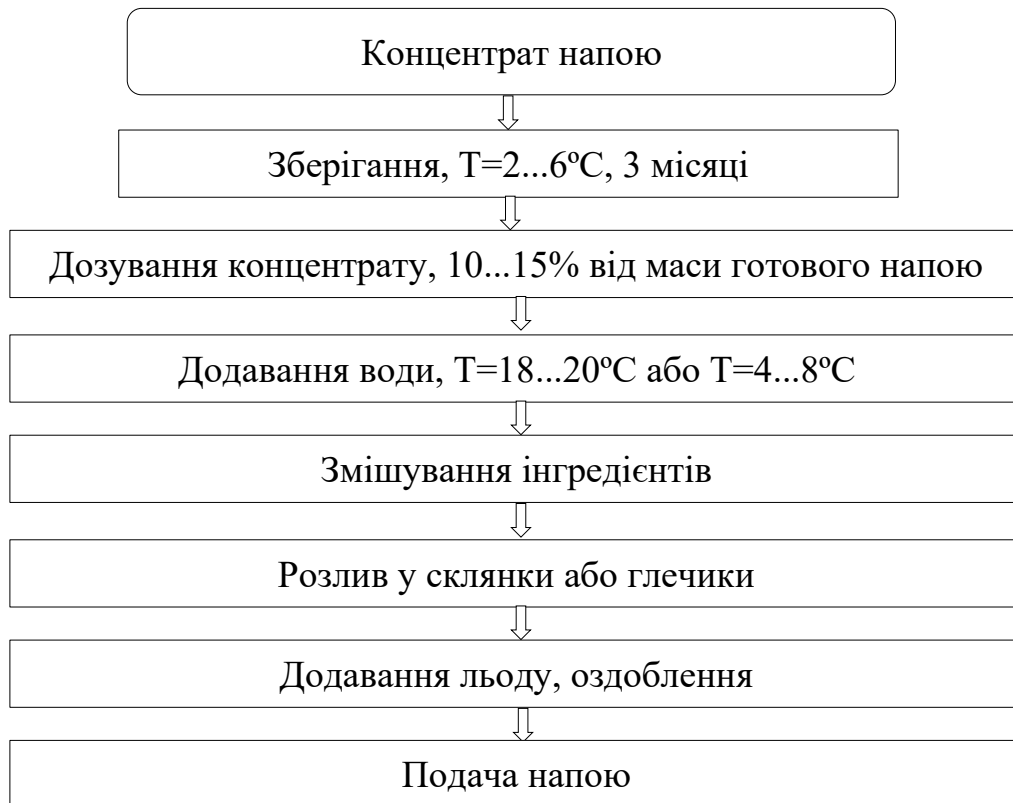 Концентрат напою
Зберігання, Т=2...6ºС, 3 місяці
Дозування концентрату, 10...15% від маси готового напою
Додавання води, Т=18...20ºС або Т=4...8ºС
Змішування інгредієнтів
Розлив у склянки або глечики
Додавання льоду, оздоблення
Подача напою